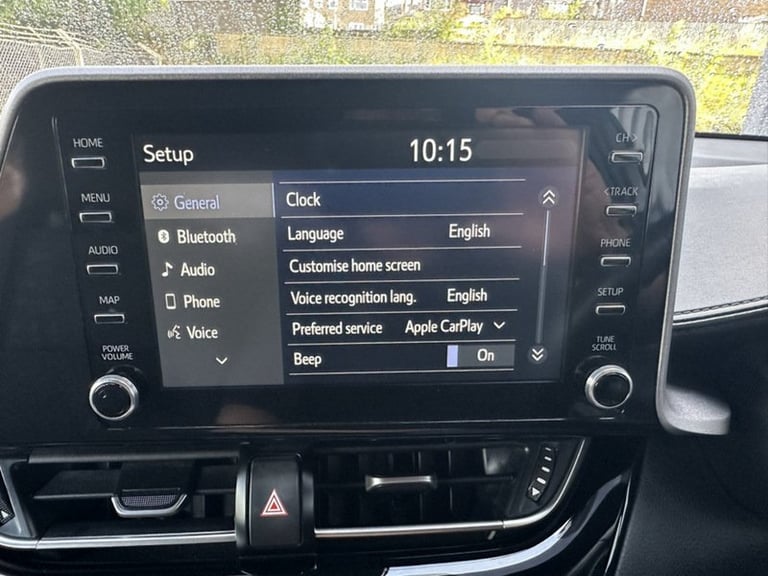 HOME
MENU
AUDIO
MAP
POWER
VOLUME
Setup
10:15
General
Bluetooth
Audio
Phone
Voice
Clock
Language English
Customise home screen
Voice recognition lang. English
Preferred service Apple CarPlay
Beep On
CH>
<TRACK
PHONE
SETUP
TUNE
SCROLL